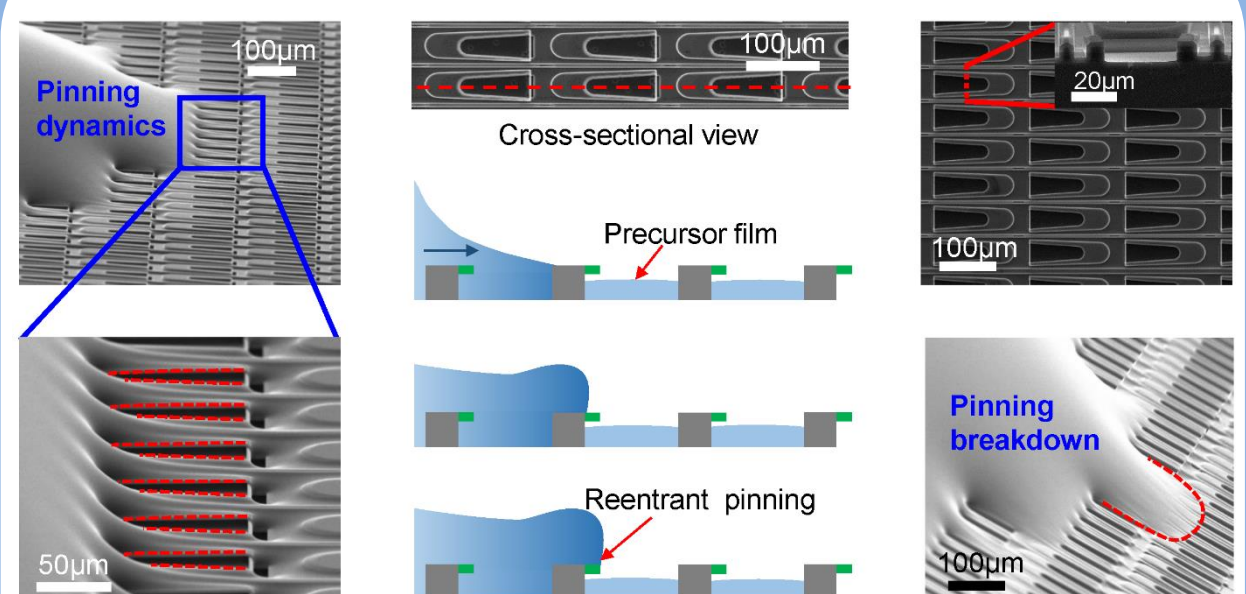 100μm
Pinning
dynamics
50μm
100μm
Cross-sectional view
Precursor film
Reentrant pinning
20μm
100μm
Pinning
breakdown
100μm